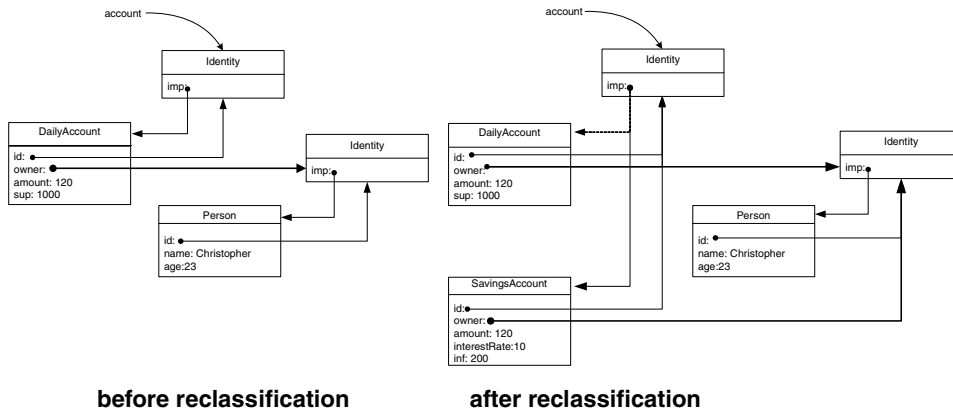 account
Identity
imp:
DailyAccount
id:
owner:
amount: 120
sup: 1000
Identity
imp:
Person
id:
name: Christopher
age:23
before reclassification
account
Identity
imp:
DailyAccount
id:
owner:
amount: 120
sup: 1000
Identity
imp:
Person
id:
name: Christopher
age:23
SavingsAccount
id:
owner:
amount: 120
interestRate:10
inf: 200
after reclassification